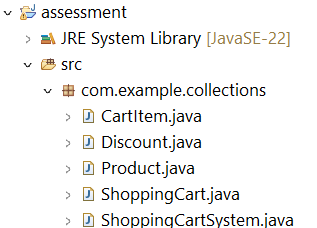 assessment
JRE System Library [JavaSE-22]
src
com.example.collections
CartItem.java
Discount.java
Product.java
ShoppingCart.java
ShoppingCartSystem.java